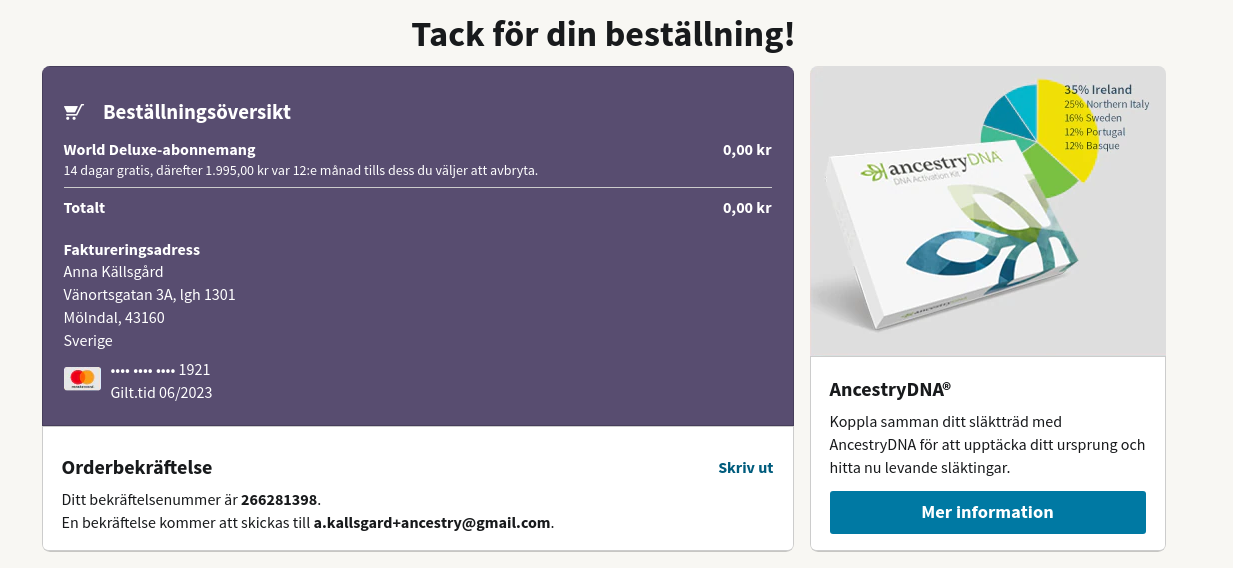 Tack för din beställning!
Beställningsöversikt
World Deluxe-abonnemang 0,00 kr
14 dagar gratis, därefter 1.995,00 kr var 12:e månad tills dess du väljer att avbryta.
Totalt 0,00 kr
Faktureringsadress
Anna Källsgård
Vänortsgatan 3A, lgh 1301
Mölndal, 43160
Sverige
•••• •••• •••• 1921
Gilt.tid 06/2023
Orderbekräftelse Skriv ut
Ditt bekräftelsenummer är 266281398.
En bekräftelse kommer att skickas till a.kallsgard+ancestry@gmail.com.
35% Ireland
25% Northern Italy
16% Sweden
12% Portugal
12% Basque
ancestryDNA
DNA Activation Kit
AncestryDNA®
Koppla samman ditt släktträd med
AncestryDNA för att upptäcka ditt ursprung och
hitta nu levande släktingar.
Mer information